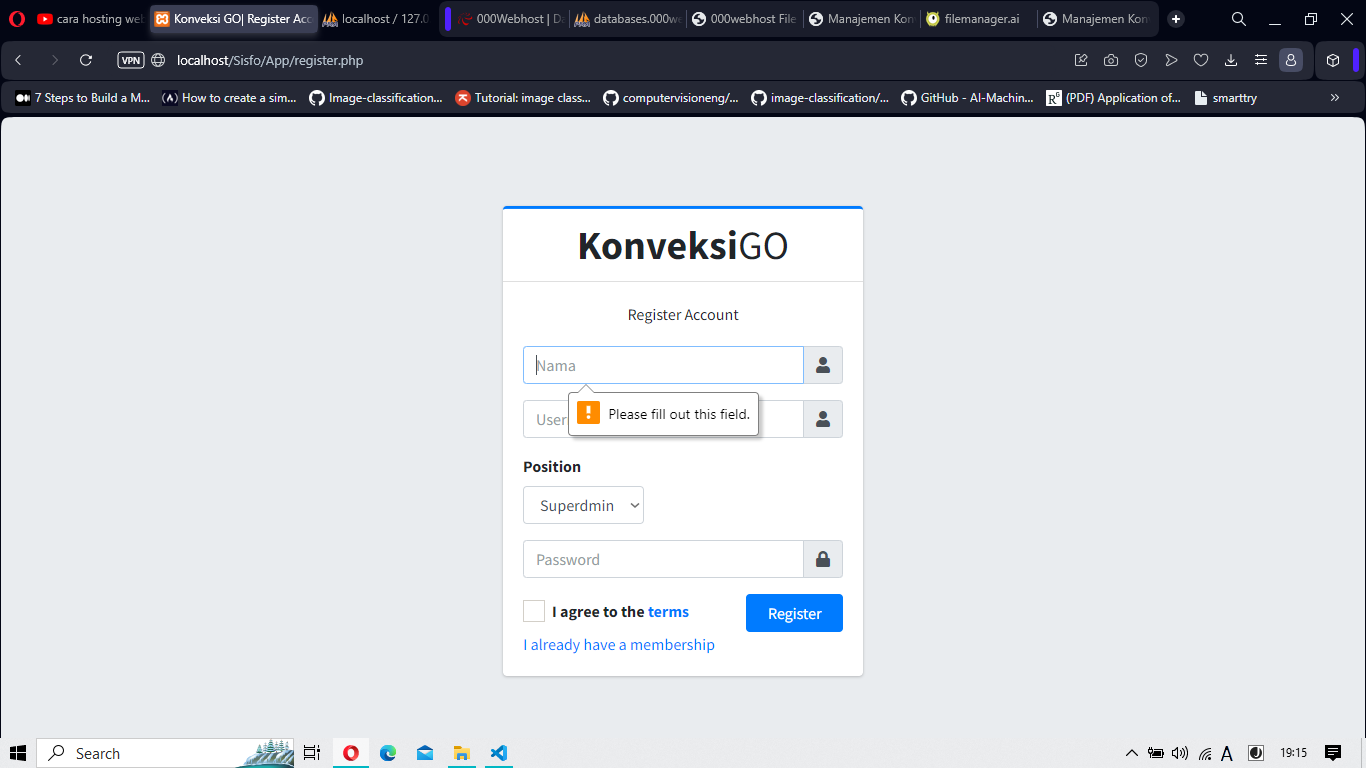 cara hosting web
Konveksi GO| Register Acc
localhost / 127.0
000Webhost | Da
databases.000we
000webhost File
Manajemen Kon
filemanager.ai
Manajemen Kon
VPN
localhost/Sisfo/App/register.php
7 Steps to Build a M...
How to create a sim...
Image-classification...
Tutorial: image class...
computervisioneng/...
image-classification/...
GitHub - AI-Machin...
(PDF) Application of...
smarttry
KonveksiGO
Register Account
Nama
User
Please fill out this field.
Position
Superdmin
Password
I agree to the terms
Register
I already have a membership
Search
A
19:15